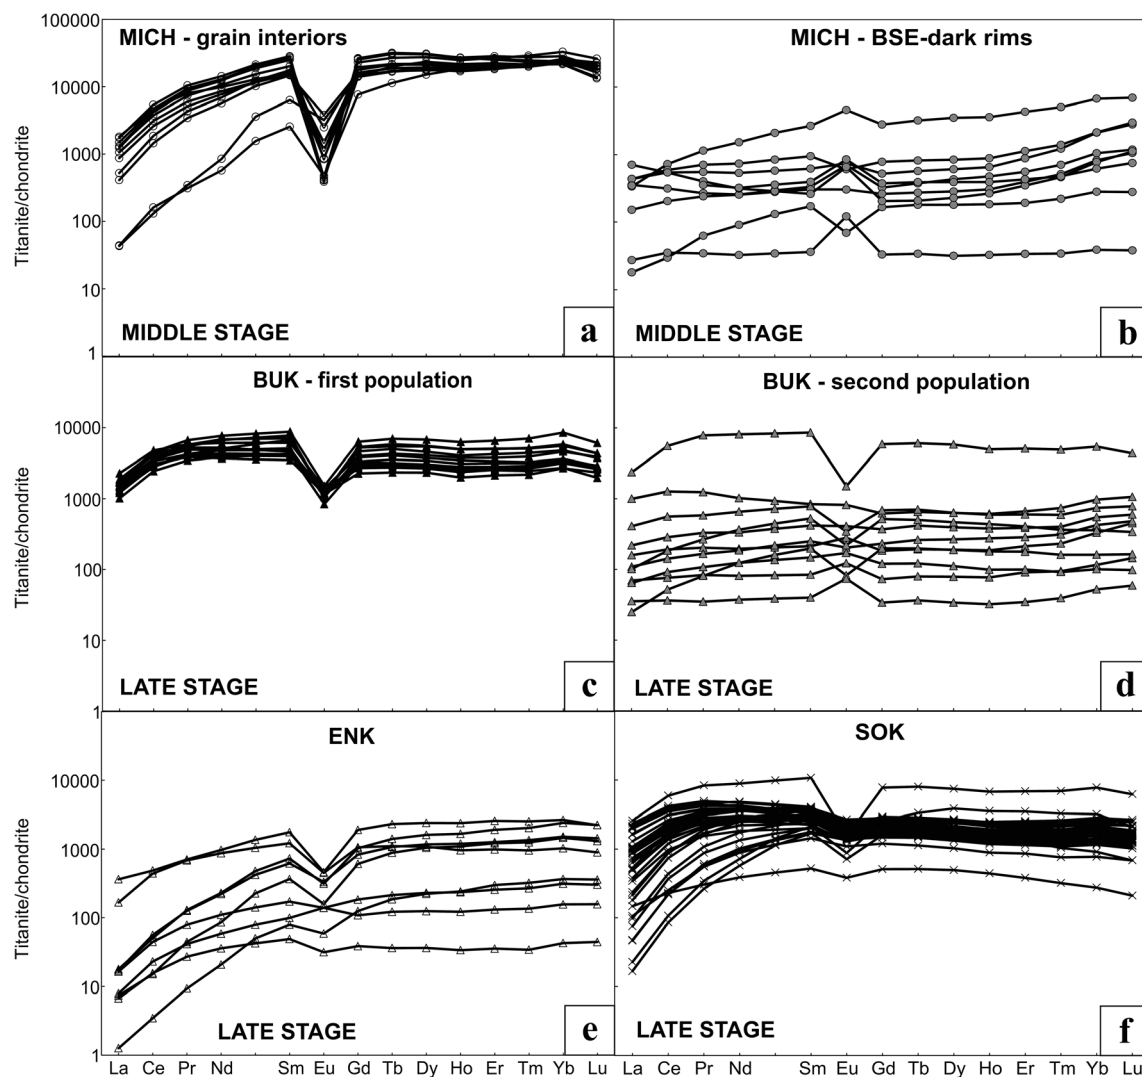 100000
MICH - grain interiors
MICH - BSE-dark rims
10000
1000
Titanite/chondrite
100
10
MIDDLE STAGE
a
MIDDLE STAGE
b
1
BUK - first population
BUK - second population
10000
1000
Titanite/chondrite
100
10
LATE STAGE
c
LATE STAGE
d
1
ENK
SOK
10000
1000
Titanite/chondrite
100
10
LATE STAGE
e
LATE STAGE
f
1
La Ce Pr Nd Sm Eu Gd Tb Dy Ho Er Tm Yb Lu
La Ce Pr Nd Sm Eu Gd Tb Dy Ho Er Tm Yb Lu